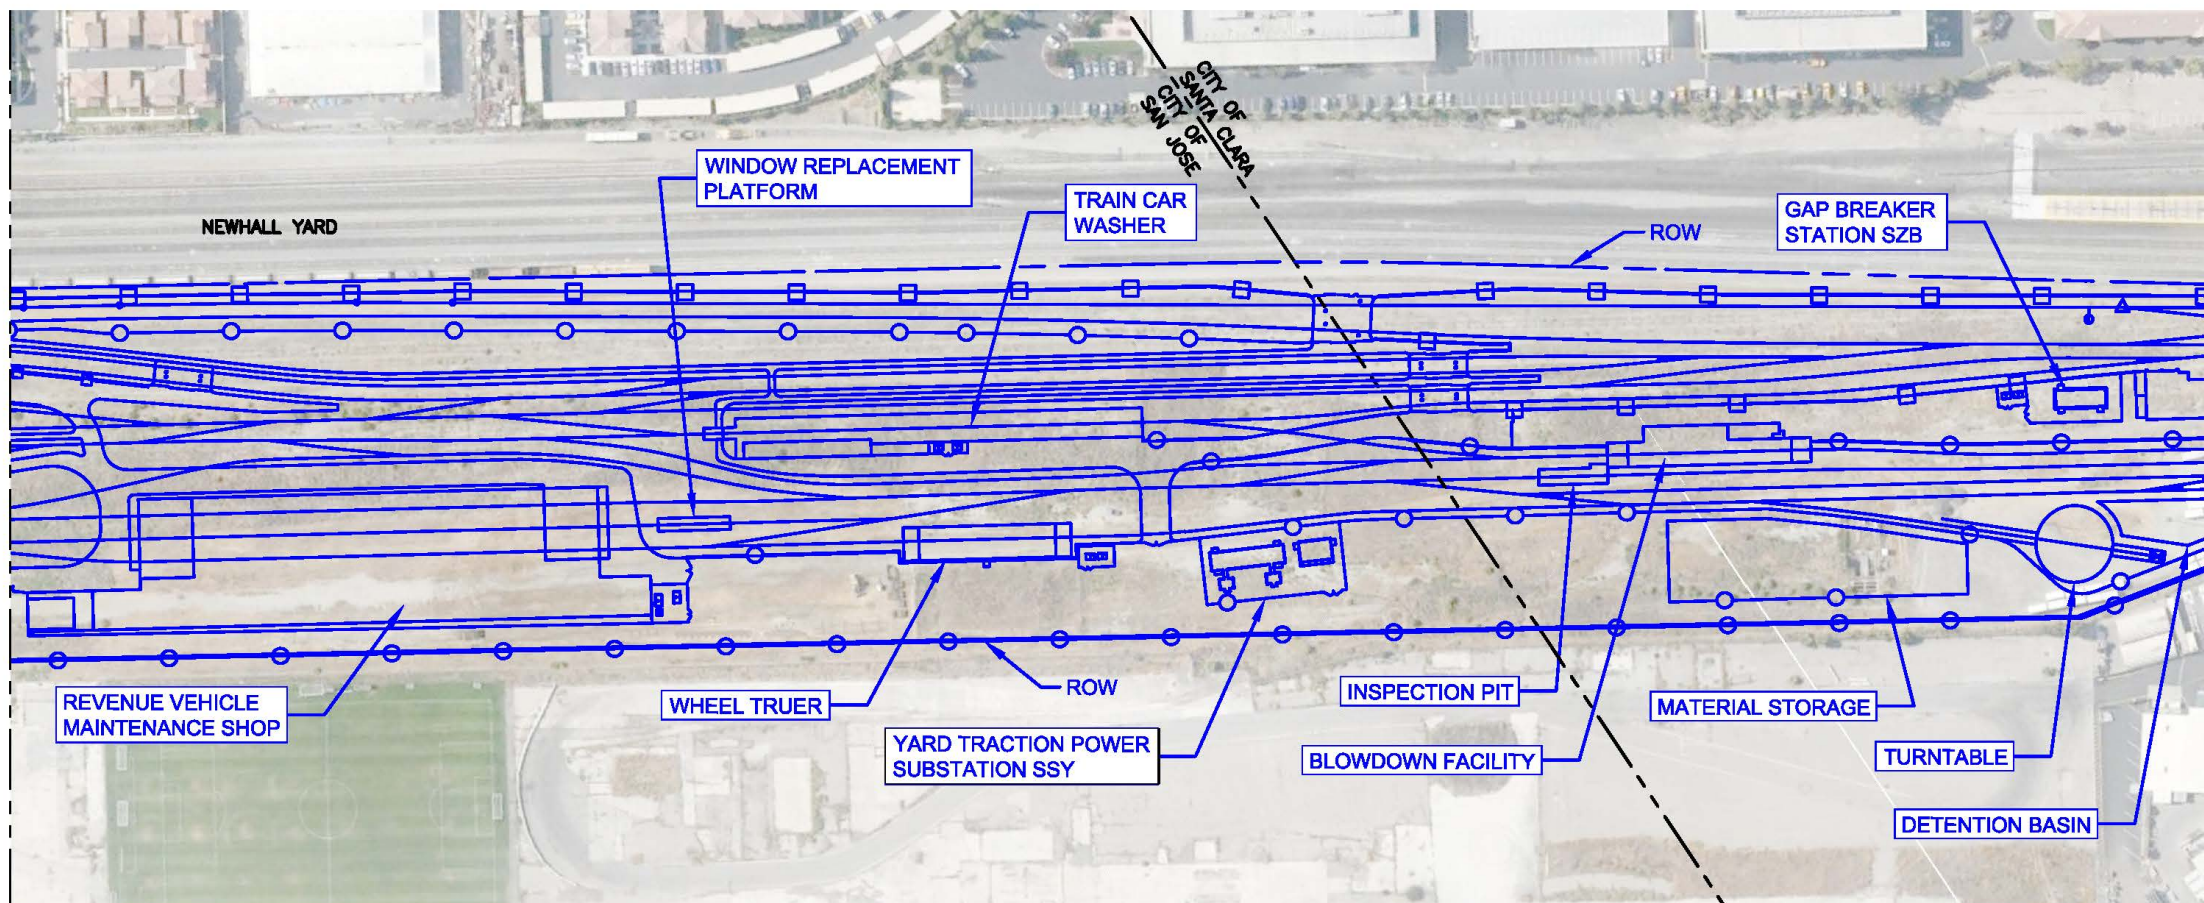 CITY OF
SANTA CLARA
CITY OF
SAN JOSE
WINDOW REPLACEMENT
PLATFORM
TRAIN CAR
WASHER
GAP BREAKER
STATION SZB
ROW
NEWHALL YARD
REVENUE VEHICLE
MAINTENANCE SHOP
WHEEL TRUER
ROW
YARD TRACTION POWER
SUBSTATION SSY
INSPECTION PIT
BLOWDOWN FACILITY
MATERIAL STORAGE
TURNTABLE
DETENTION BASIN